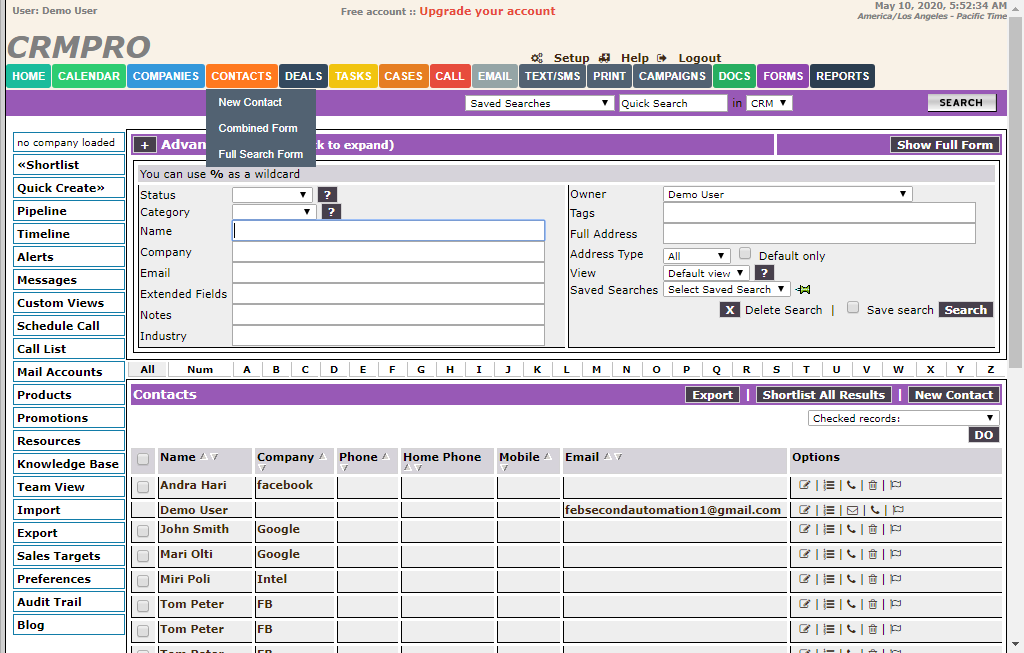 User: Demo User
Free account :: Upgrade your account
May 10, 2020, 5:52:34 AM
America/Los Angeles - Pacific Time
CRMPRO
Setup Help Logout
HOME CALENDAR COMPANIES CONTACTS DEALS TASKS CASES CALL EMAIL TEXT/SMS PRINT CAMPAIGNS DOCS FORMS REPORTS
New Contact
Combined Form
Full Search Form
Saved Searches Quick Search in CRM SEARCH
no company loaded
«Shortlist
Quick Create»
Pipeline
Timeline
Alerts
Messages
Custom Views
Schedule Call
Call List
Mail Accounts
Products
Promotions
Resources
Knowledge Base
Team View
Import
Export
Sales Targets
Preferences
Audit Trail
Blog
+ to expand) Show Full Form
You can use % as a wildcard
Status ?
Category ?
Name
Company
Email
Extended Fields
Notes
Industry
Owner Demo User
Tags
Full Address
Address Type All Default only
View Default view ?
Saved Searches Select Saved Search
X Delete Search | Save search Search
All Num A B C D E F G H I J K L M N O P Q R S T U V W X Y Z
Contacts Export | Shortlist All Results | New Contact
Checked records:
DO
Name Company Phone Home Phone Mobile Email Options
Andra Hari facebook
Demo User febsecondautomation1@gmail.com
John Smith Google
Mari Olti Google
Miri Poli Intel
Tom Peter FB
Tom Peter FB
Tom Peter FB